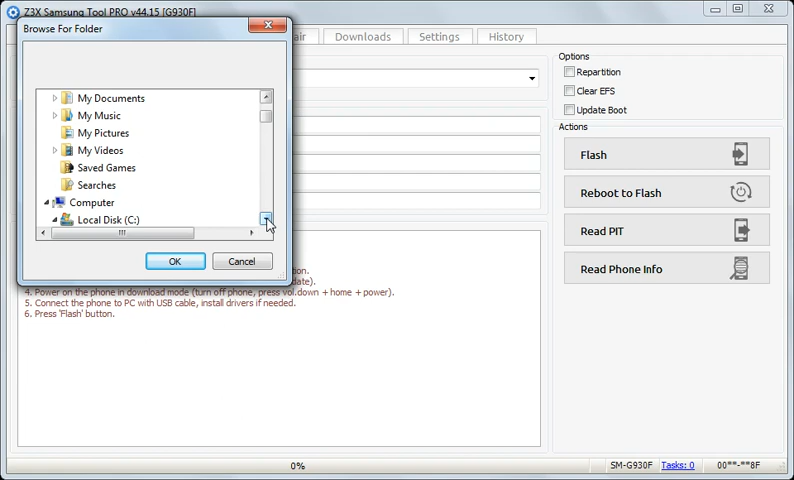 Z3X Samsung Tool PRO v44.15 [G930F]
Browse For Folder
Downloads
Settings
History
My Documents
My Music
My Pictures
My Videos
Saved Games
Searches
Computer
Local Disk (C:)
OK
Cancel
4. Power on the phone in download mode (turn off phone, press vol.down + home + power).
5. Connect the phone to PC with USB cable, install drivers if needed.
6. Press 'Flash' button.
Options
Repartition
Clear EFS
Update Boot
Actions
Flash
Reboot to Flash
Read PIT
Read Phone Info
0%
SM-G930F
Tasks: 0
00**-**8F